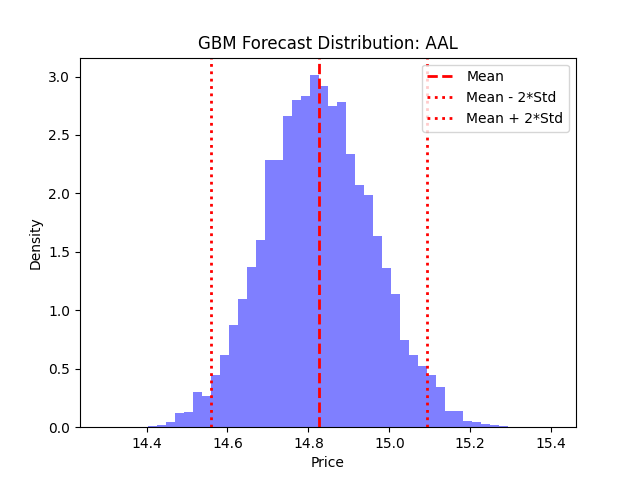 GBM Forecast Distribution: AAL
Mean
Mean - 2*Std
Mean + 2*Std
Density
3.0
2.5
2.0
1.5
1.0
0.5
0.0
14.4 14.6 14.8 15.0 15.2 15.4
Price